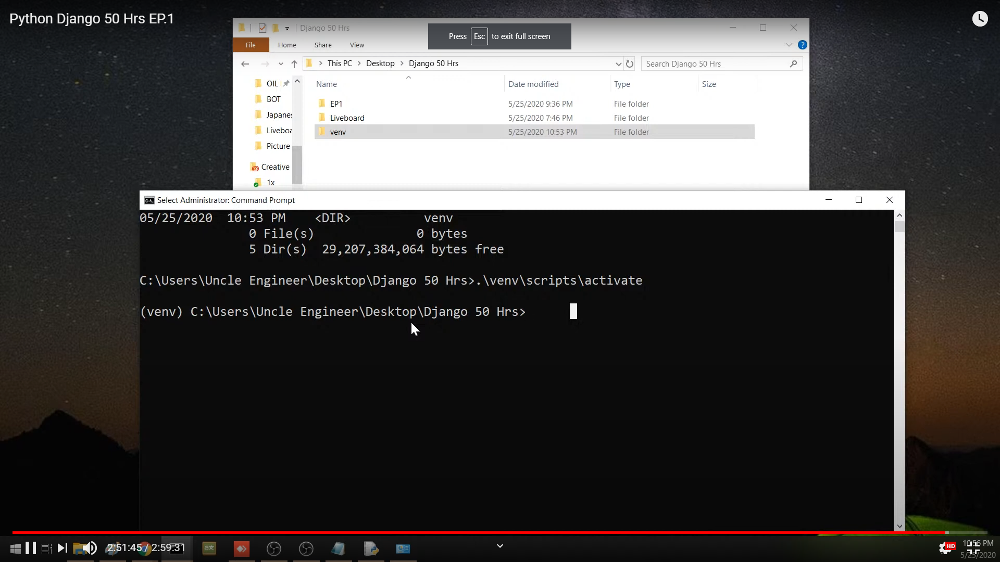 Python Django 50 Hrs EP.1
Django 50 Hrs
Press Esc to exit full screen
File Home Share View
This PC > Desktop > Django 50 Hrs
Search Django 50 Hrs
Name Date modified Type Size
OIL
BOT
Japanes
Liveboa
Picture
Creative
1x
EP1 5/25/2020 9:36 PM File folder
Liveboard 5/25/2020 7:46 PM File folder
venv 5/25/2020 10:53 PM File folder
Select Administrator: Command Prompt
05/25/2020 10:53 PM <DIR> venv
0 File(s) 0 bytes
5 Dir(s) 29,207,384,064 bytes free
C:\Users\Uncle Engineer\Desktop\Django 50 Hrs>.\venv\scripts\activate
(venv) C:\Users\Uncle Engineer\Desktop\Django 50 Hrs>
2:51:45 / 2:59:31
HD
10:56 PM
5/25/2020